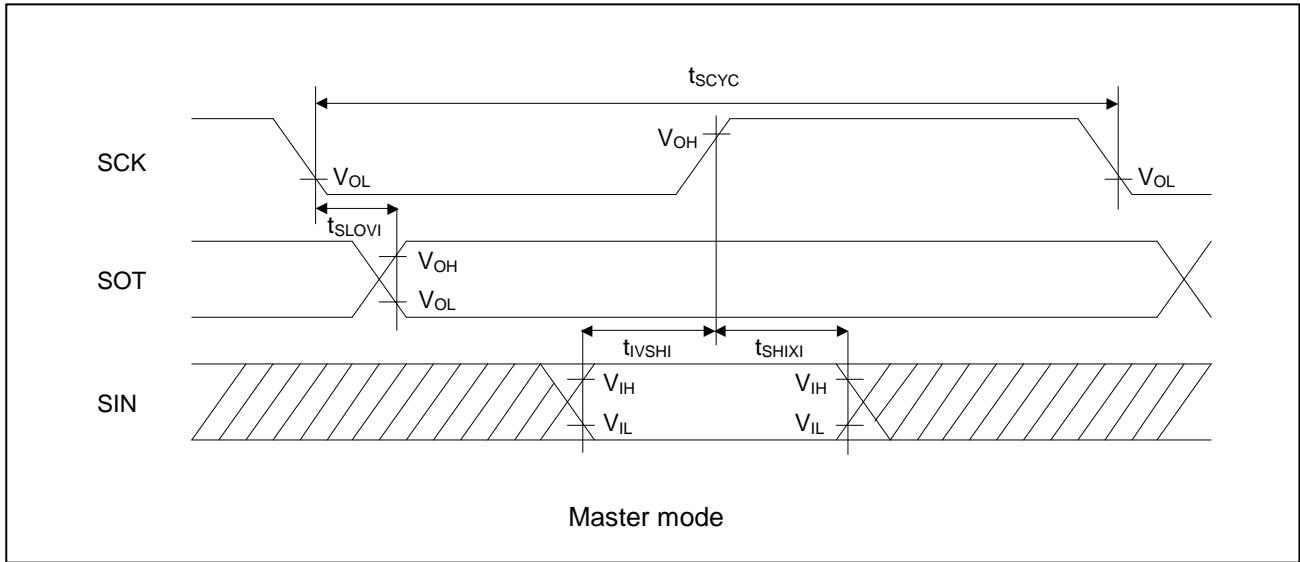 tSCYC
SCK
VOH
VOL
VOL
tSLOVI
SOT
VOH
VOL
tIVSHI
tSHIXI
SIN
VIH
VIH
VIL
VIL
Master mode